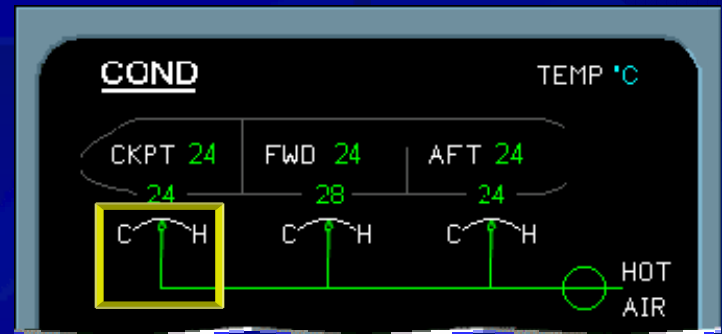 COND TEMP °C
CKPT 24 FWD 24 AFT 24
24 28 24
C H C H C H
HOT
AIR